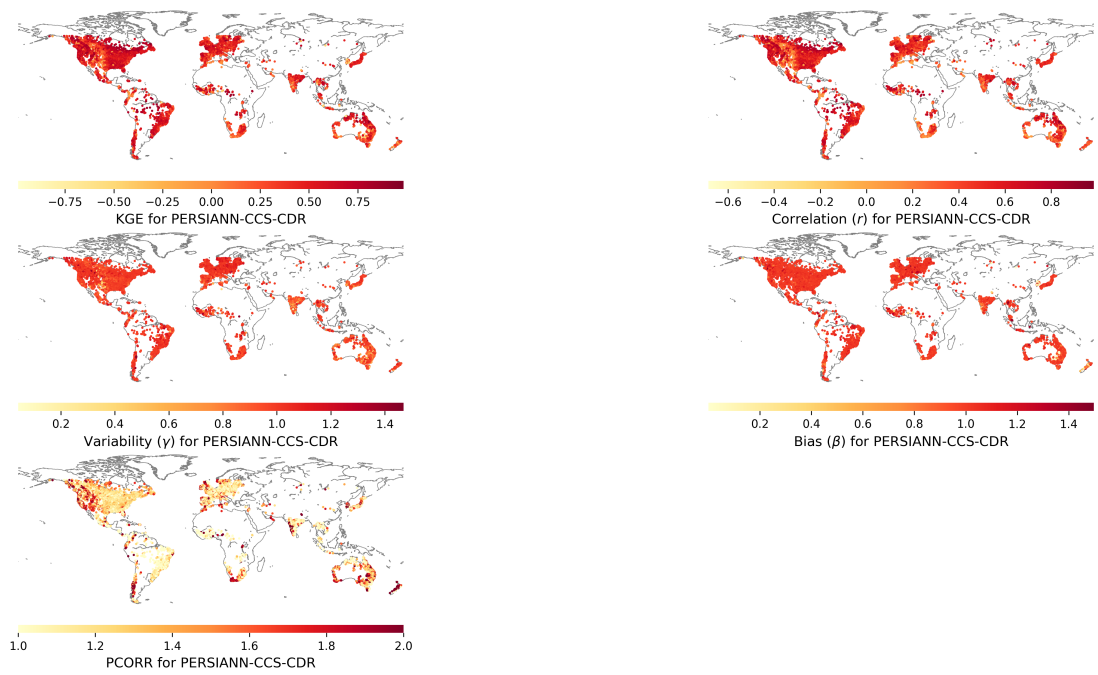 −0.75 −0.50 −0.25 0.00 0.25 0.50 0.75
KGE for PERSIANN-CCS-CDR
−0.6 −0.4 −0.2 0.0 0.2 0.4 0.6 0.8
Correlation (r) for PERSIANN-CCS-CDR
0.2 0.4 0.6 0.8 1.0 1.2 1.4
Variability (γ) for PERSIANN-CCS-CDR
0.2 0.4 0.6 0.8 1.0 1.2 1.4
Bias (β) for PERSIANN-CCS-CDR
1.0 1.2 1.4 1.6 1.8 2.0
PCORR for PERSIANN-CCS-CDR